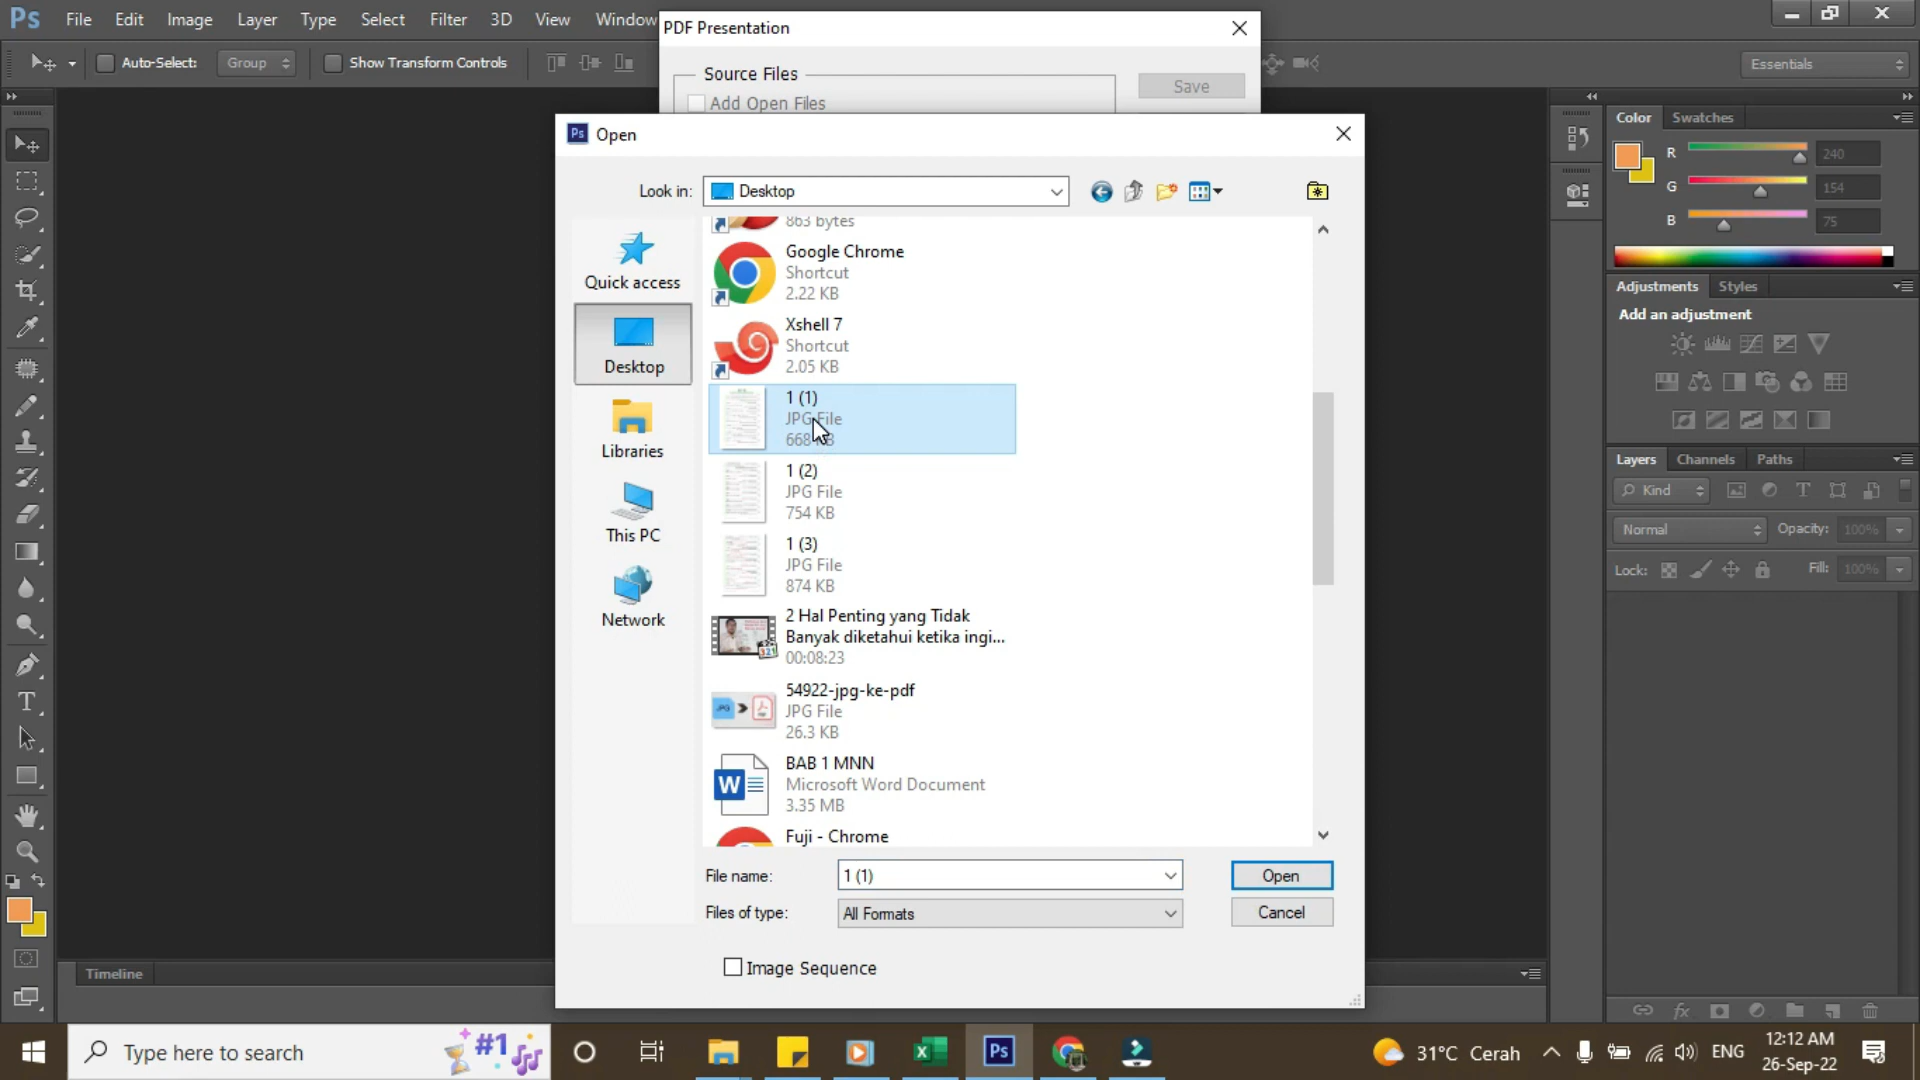 Ps File Edit Image Layer Type Select Filter 3D View Window
PDF Presentation
Auto-Select: Group Show Transform Controls
Essentials
Source Files
Save
Add Open Files
Ps Open
Look in: Desktop
863 bytes
Google Chrome
Shortcut
2.22 KB
Xshell 7
Shortcut
2.05 KB
1 (1)
JPG File
668 KB
1 (2)
JPG File
754 KB
1 (3)
JPG File
874 KB
2 Hal Penting yang Tidak
Banyak diketahui ketika ingi...
00:08:23
54922-jpg-ke-pdf
JPG File
26.3 KB
BAB 1 MNN
Microsoft Word Document
3.35 MB
Fuji - Chrome
Quick access
Desktop
Libraries
This PC
Network
File name: 1 (1) Open
Files of type: All Formats Cancel
Image Sequence
Color Swatches
R 240
G 154
B 75
Adjustments Styles
Add an adjustment
Layers Channels Paths
Kind
Normal Opacity: 100%
Lock: Fill: 100%
Timeline
Type here to search
#1
Ps
31°C Cerah
ENG
12:12 AM
26-Sep-22